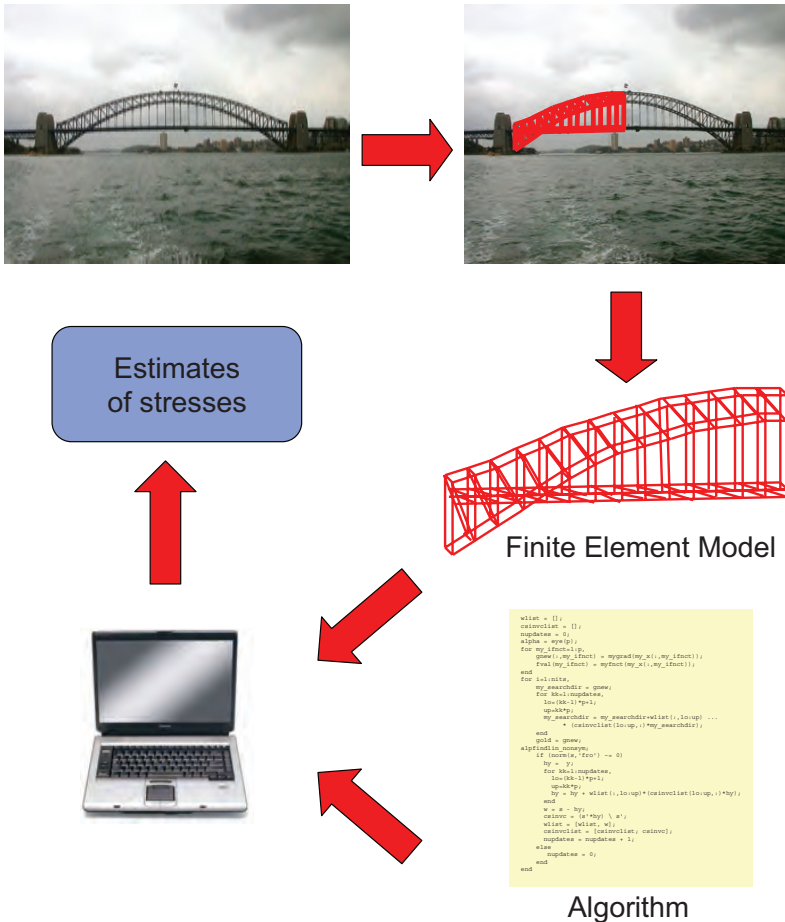 Estimates
of stresses
Finite Element Model
wlist = [];
csinvclist = [];
nupdates = 0;
alpha = eye(p);
for my_ifnct=1:p,
gnew(:,my_ifnct) = mygrad(my_x(:,my_ifnct));
fval(my_ifnct) = myfnct(my_x(:,my_ifnct));
end
for i=1:nits,
my_searchdir = gnew;
for kk=1:nupdates,
lo=(kk-1)*p+1;
up=kk*p;
my_searchdir = my_searchdir+wlist(:,lo:up) ...
* (csinvclist(lo:up,:)*my_searchdir);
end
gold = gnew;
alpfindlin_nonsym;
if (norm(s,'fro') ~= 0)
hy = y;
for kk=1:nupdates,
lo=(kk-1)*p+1;
up=kk*p;
hy = hy + wlist(:,lo:up)*(csinvclist(lo:up,:)*hy);
end
w = s - hy;
csinvc = (s'*hy) \ s';
wlist = [wlist, w];
csinvclist = [csinvclist; csinvc];
nupdates = nupdates + 1;
else
nupdates = 0;
end
end
Algorithm